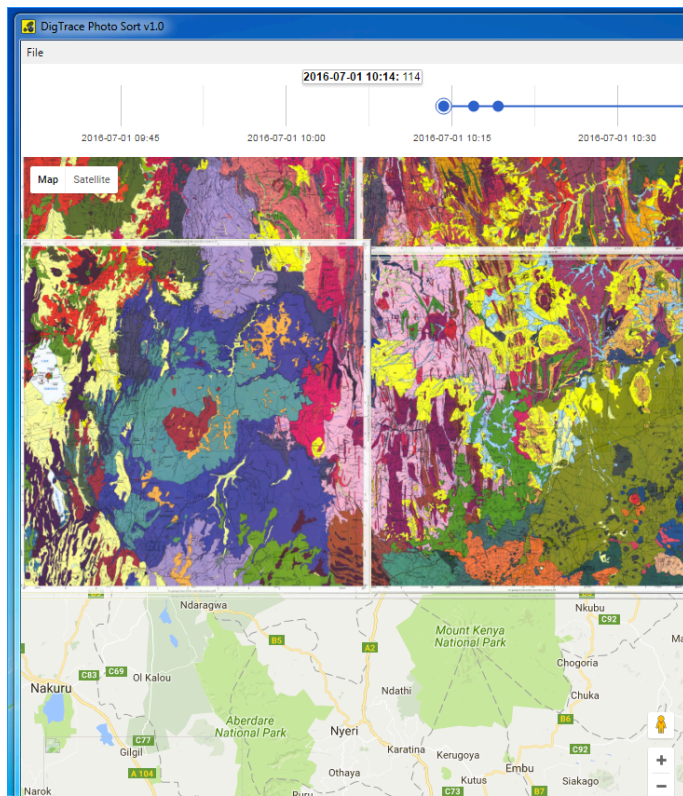 DigTrace Photo Sort v1.0
File
2016-07-01 10:14: 114
2016-07-01 09:45
2016-07-01 10:00
2016-07-01 10:15
2016-07-01 10:30
Map
Satellite
Ndaragwa
Nkubu
B5
C92
A2
Mount Kenya
National Park
Ma
C83
C69
Ol Kalou
Chogoria
Nakuru
Ndathi
Chuka
Aberdare
National Park
B6
Nyeri
C77
Gilgil
Karatina
Kerugoya
C92
Embu
A 104
Othaya
Kutus
Siakago
Narok
Ruru
C73
B7